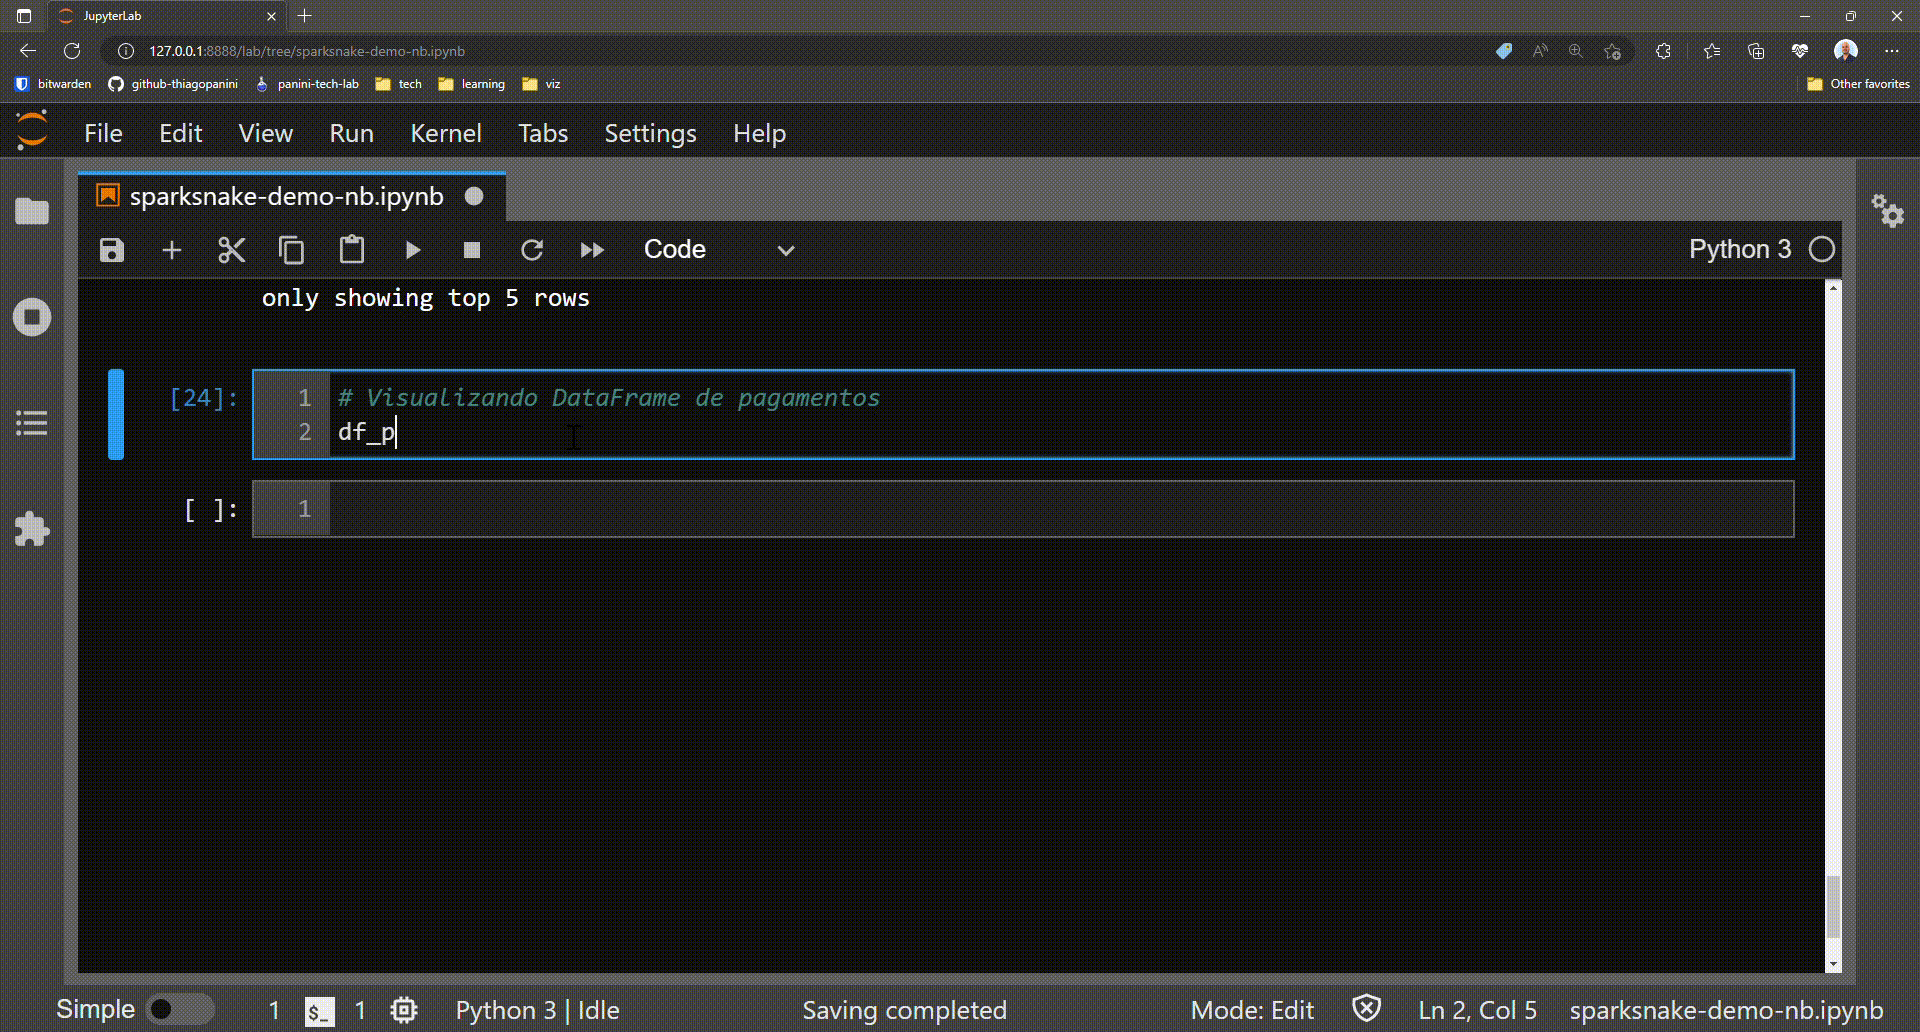 JupyterLab
127.0.0.1:8888/lab/tree/sparksnake-demo-nb.ipynb
bitwarden github-thiagopanini panini-tech-lab tech learning viz Other favorites
File Edit View Run Kernel Tabs Settings Help
sparksnake-demo-nb.ipynb
Code Python 3
only showing top 5 rows
[24]: 1 # Visualizando DataFrame de pagamentos
2 df_p
[ ]: 1
Simple 1 $_ 1 Python 3 | Idle Saving completed Mode: Edit Ln 2, Col 5 sparksnake-demo-nb.ipynb